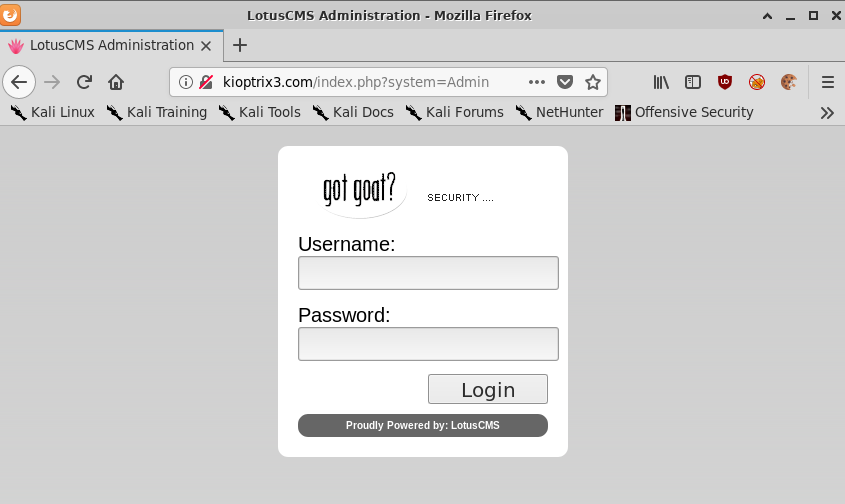 LotusCMS Administration - Mozilla Firefox
LotusCMS Administration
kioptrix3.com/index.php?system=Admin
Kali Linux Kali Training Kali Tools Kali Docs Kali Forums NetHunter Offensive Security
got goat? SECURITY ....
Username:
Password:
Login
Proudly Powered by: LotusCMS